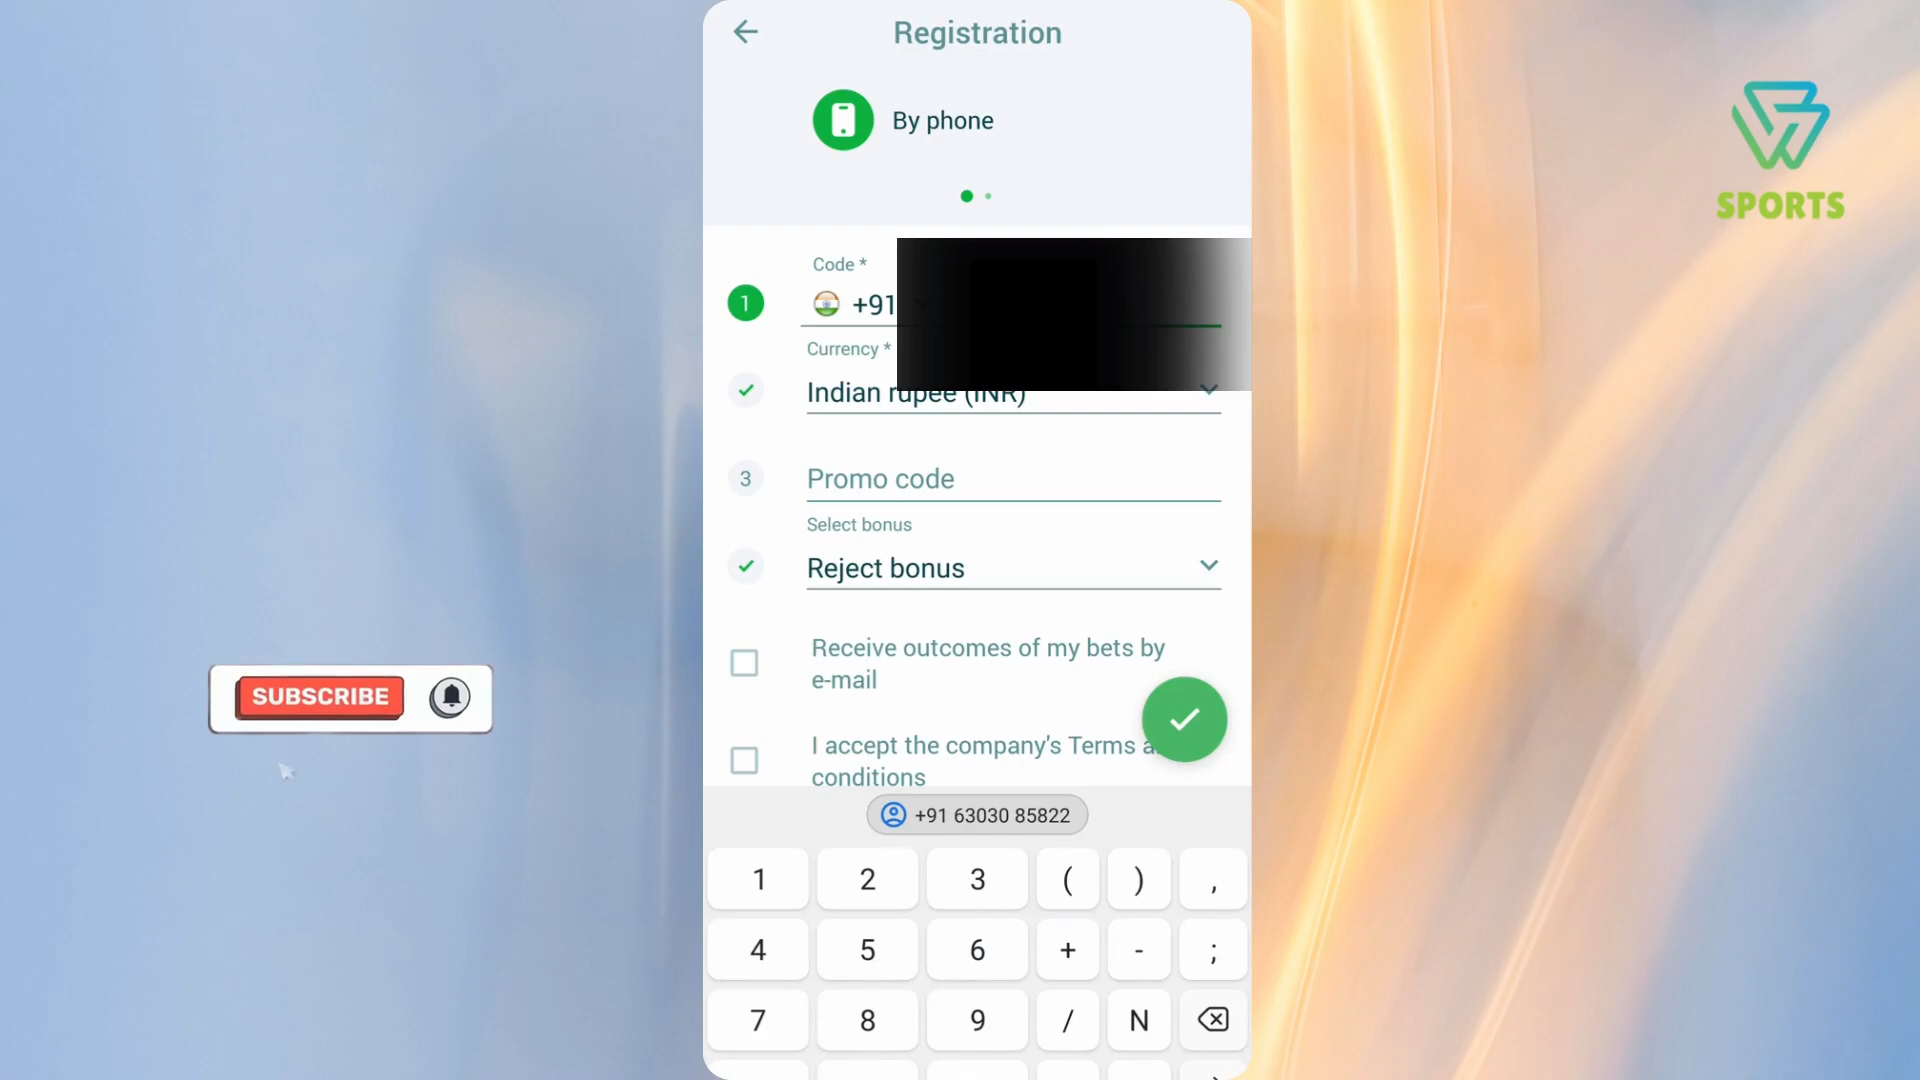 Registration
By phone
SPORTS
Code *
1
+91
Currency *
Indian rupee (INR)
3
Promo code
Select bonus
Reject bonus
Receive outcomes of my bets by
e-mail
SUBSCRIBE
I accept the company's Terms a
conditions
+91 63030 85822
1 2 3 ( ) ,
4 5 6 + - ;
7 8 9 / N